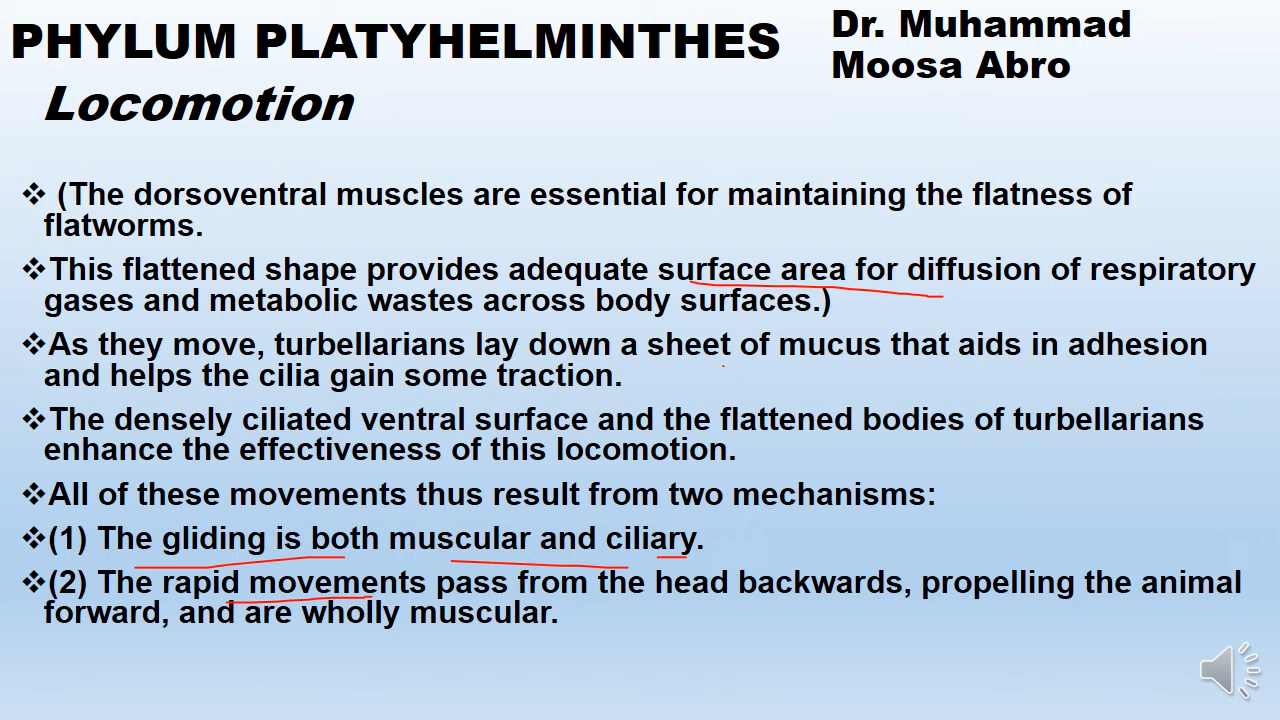 PHYLUM PLATYHELMINTHES
Dr. Muhammad
Moosa Abro
Locomotion
❖ (The dorsoventral muscles are essential for maintaining the flatness of
flatworms.
❖This flattened shape provides adequate surface area for diffusion of respiratory
gases and metabolic wastes across body surfaces.)
❖As they move, turbellarians lay down a sheet of mucus that aids in adhesion
and helps the cilia gain some traction.
❖The densely ciliated ventral surface and the flattened bodies of turbellarians
enhance the effectiveness of this locomotion.
❖All of these movements thus result from two mechanisms:
❖(1) The gliding is both muscular and ciliary.
❖(2) The rapid movements pass from the head backwards, propelling the animal
forward, and are wholly muscular.